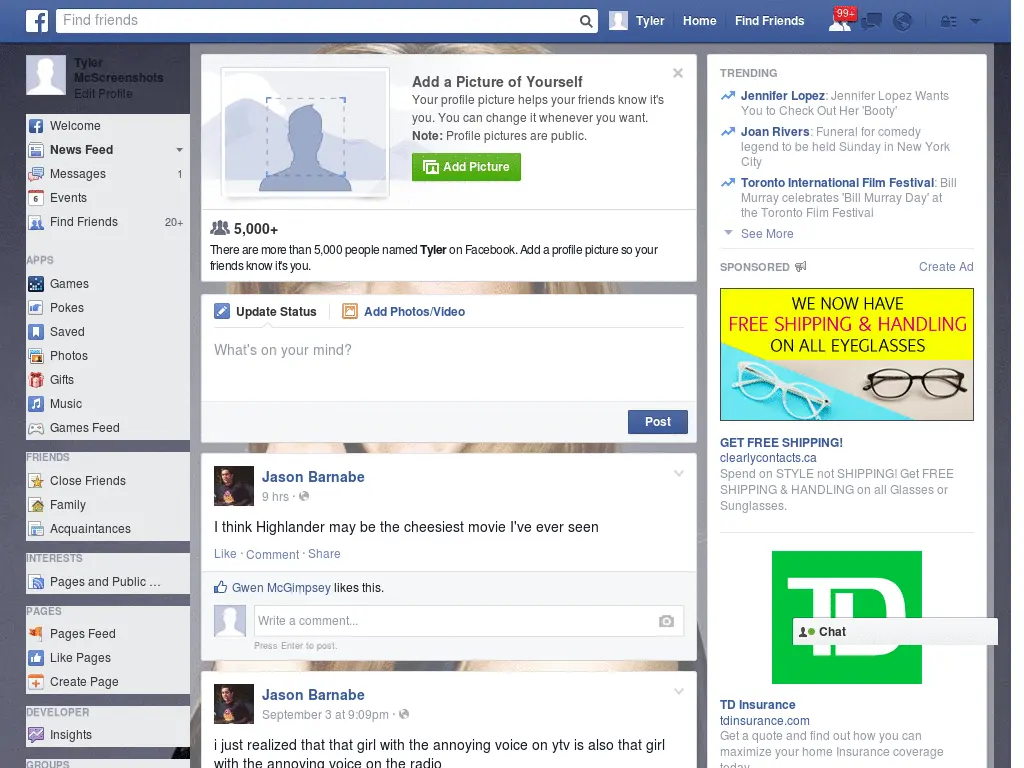 Find friends
Tyler
Home
Find Friends
99+
Tyler
McScreenshots
Edit Profile
Welcome
News Feed
Messages 1
6 Events
Find Friends 20+
APPS
Games
Pokes
Saved
Photos
Gifts
Music
Games Feed
FRIENDS
Close Friends
Family
Acquaintances
INTERESTS
Pages and Public ...
PAGES
Pages Feed
Like Pages
Create Page
DEVELOPER
Insights
GROUPS
Add a Picture of Yourself
Your profile picture helps your friends know it's
you. You can change it whenever you want.
Note: Profile pictures are public.
Add Picture
5,000+
There are more than 5,000 people named Tyler on Facebook. Add a profile picture so your
friends know it's you.
Update Status
Add Photos/Video
What's on your mind?
Post
Jason Barnabe
9 hrs ·
I think Highlander may be the cheesiest movie I've ever seen
Like · Comment · Share
Gwen McGimpsey likes this.
Write a comment...
Press Enter to post.
Jason Barnabe
September 3 at 9:09pm ·
i just realized that that girl with the annoying voice on ytv is also that girl
with the annoying voice on the radio
TRENDING
Jennifer Lopez: Jennifer Lopez Wants
You to Check Out Her 'Booty'
Joan Rivers: Funeral for comedy
legend to be held Sunday in New York
City
Toronto International Film Festival: Bill
Murray celebrates 'Bill Murray Day' at
the Toronto Film Festival
See More
SPONSORED
Create Ad
WE NOW HAVE
FREE SHIPPING & HANDLING
ON ALL EYEGLASSES
GET FREE SHIPPING!
clearlycontacts.ca
Spend on STYLE not SHIPPING! Get FREE
SHIPPING & HANDLING on all Glasses or
Sunglasses.
TD
Chat
TD Insurance
tdinsurance.com
Get a quote and find out how you can
maximize your home Insurance coverage
today.